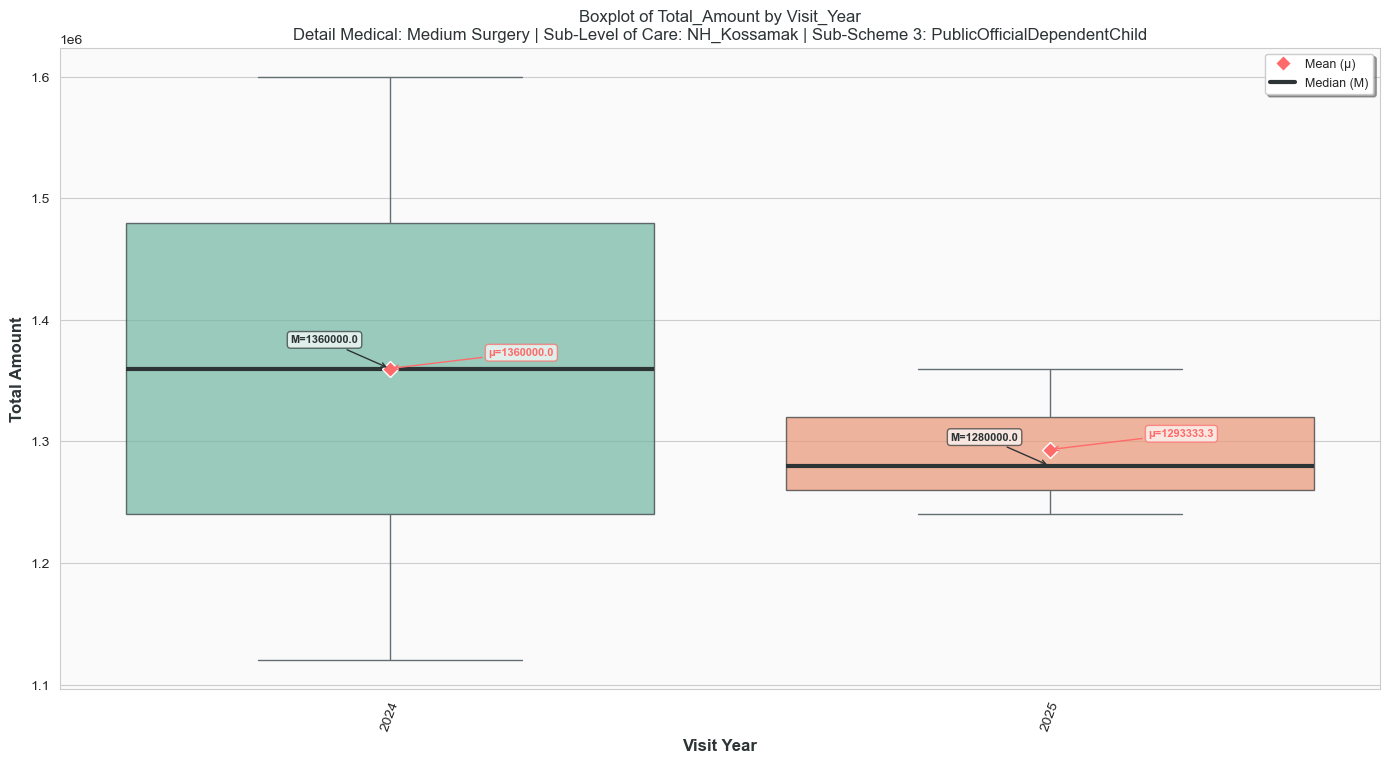 Boxplot of Total_Amount by Visit_Year
Detail Medical: Medium Surgery | Sub-Level of Care: NH_Kossamak | Sub-Scheme 3: PublicOfficialDependentChild
1e6
Mean (μ)
Median (M)
1.6
1.5
1.4
1.3
1.2
1.1
Total Amount
M=1360000.0
μ=1360000.0
M=1280000.0
μ=1293333.3
2024
2025
Visit Year